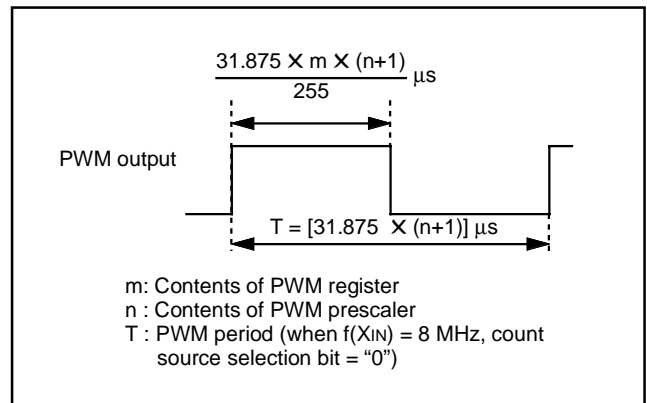 31.875 X m X (n+1)
255
μs
PWM output
T = [31.875 X (n+1)] μs
m: Contents of PWM register
n : Contents of PWM prescaler
T : PWM period (when f(XIN) = 8 MHz, count
source selection bit = “0”)